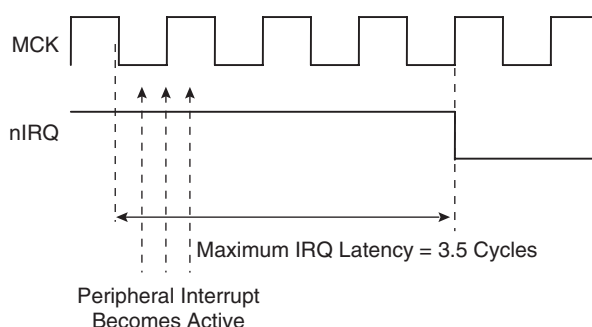 MCK
nIRQ
Maximum IRQ Latency = 3.5 Cycles
Peripheral Interrupt
Becomes Active